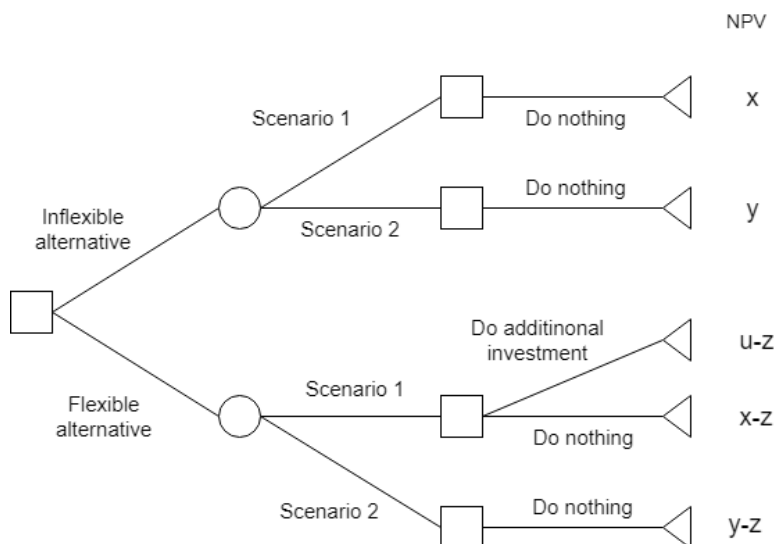 NPV
Scenario 1
Do nothing
x
Inflexible
alternative
Scenario 2
Do nothing
y
Do additinonal
investment
u-z
Flexible
alternative
Scenario 1
Do nothing
x-z
Scenario 2
Do nothing
y-z